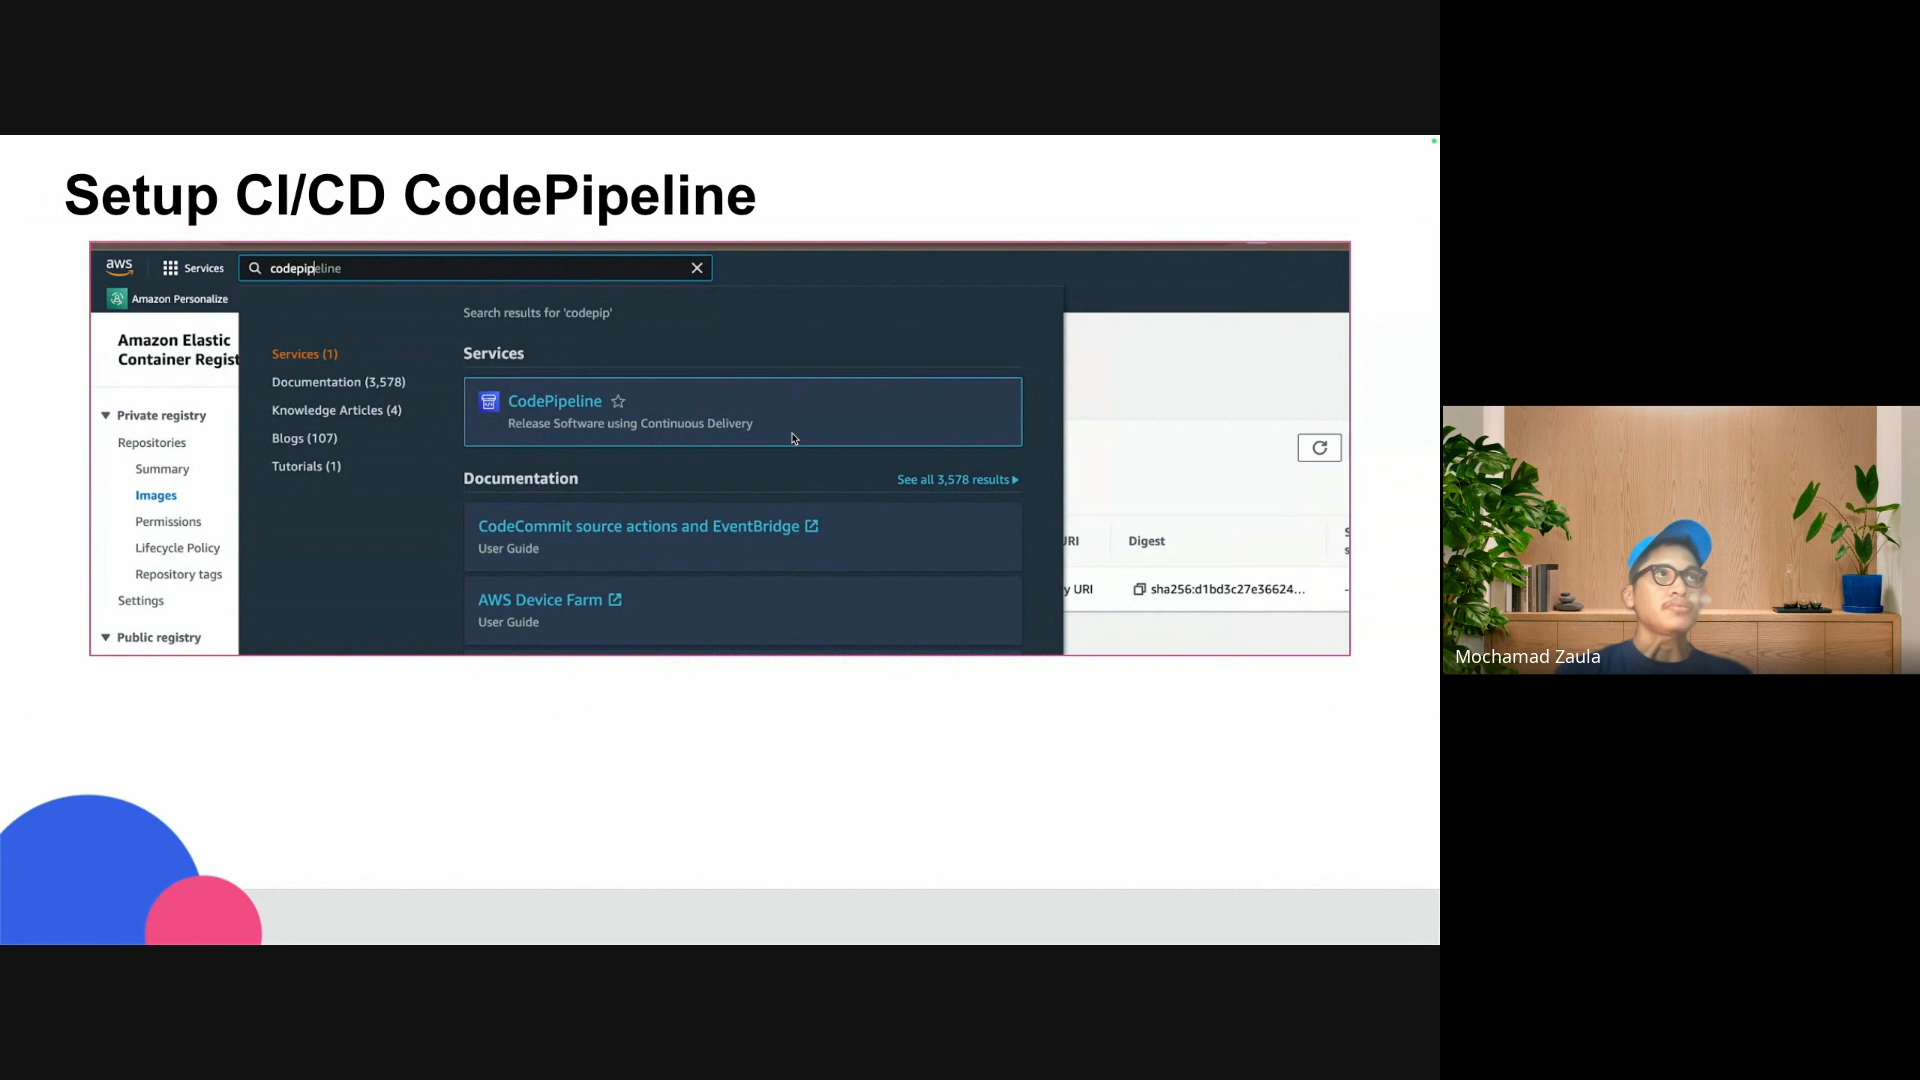 Setup CI/CD CodePipeline
aws
Services
codepipeline
Amazon Personalize
Search results for 'codepip'
Amazon Elastic
Container Regist
Services (1)
Documentation (3,578)
Knowledge Articles (4)
Blogs (107)
Tutorials (1)
Services
CodePipeline
Release Software using Continuous Delivery
Documentation
See all 3,578 results
CodeCommit source actions and EventBridge
User Guide
AWS Device Farm
User Guide
Private registry
Repositories
Summary
Images
Permissions
Lifecycle Policy
Repository tags
Settings
Public registry
URI
Digest
y URI
sha256:d1bd3c27e36624...
-
Mochamad Zaula